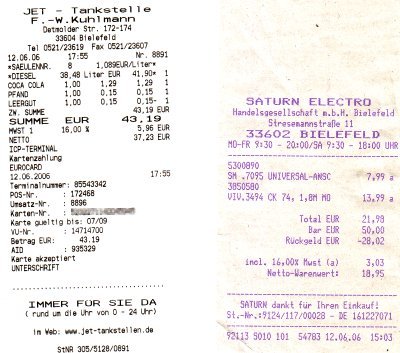 JET - Tankstelle
F.-W.Kuhlmann
Detmolder Str. 172-174
33604 Bielefeld
Tel 0521/23619 Fax 0521/23607
12.06.06 17:55 Nr. 8891
*SAEULLENR. 8 1,089EUR/Liter*
*DIESEL 38,48 Liter EUR 41,90* 1
COCA COLA 1,00 1,29 1,29* 1
PFAND 1,00 0,15 0,15* 1
LEERGUT 1,00- 0,15 0,15- 1
ZW. SUMME 43,19 EUR
SUMME EUR 43,19
MWST 1 16,00 % 5,96 EUR
NETTO 37,23 EUR
ICP-TERMINAL
Kartenzahlung
EUROCARD
12.06.2006 17:55
Terminalnummer: 85543342
POS-Nr. : 172468
Umsatz-Nr. : 8896
Karten-Nr. :
Karte gueltig bis: 07/09
VU-Nr. : 14714700
Betrag EUR: 43.19
AID : 935329
Karte akzeptiert
UNTERSCHRIFT
IMMER FÜR SIE DA
( rund um die Uhr von 0 - 24 Uhr)
im Web: www.jet-tankstellen.de
StNR 305/5128/0891
SATURN ELECTRO
Handelsgesellschaft m.b.H. Bielefeld
Stresemannstraße 11
33602 BIELEFELD
MO-FR 9:30 - 20:00/SA 9:30 - 18:00 UHR
5300890
SM .7095 UNIVERSAL-ANSC 7,99 a
3850580
VIV.3494 CK 74, 1,8M MO 13,99 a
Total EUR 21,98
Bar EUR 50,00
Rückgeld EUR -28,02
incl. 16,00% Mwst (a) 3,03
Netto-Warenwert: 18,95
SATURN dankt für Ihren Einkauf!
St.-Nr.:9124/117/00028 - DE 161227071
92113 5010 101 54783 12.06.06 15:03